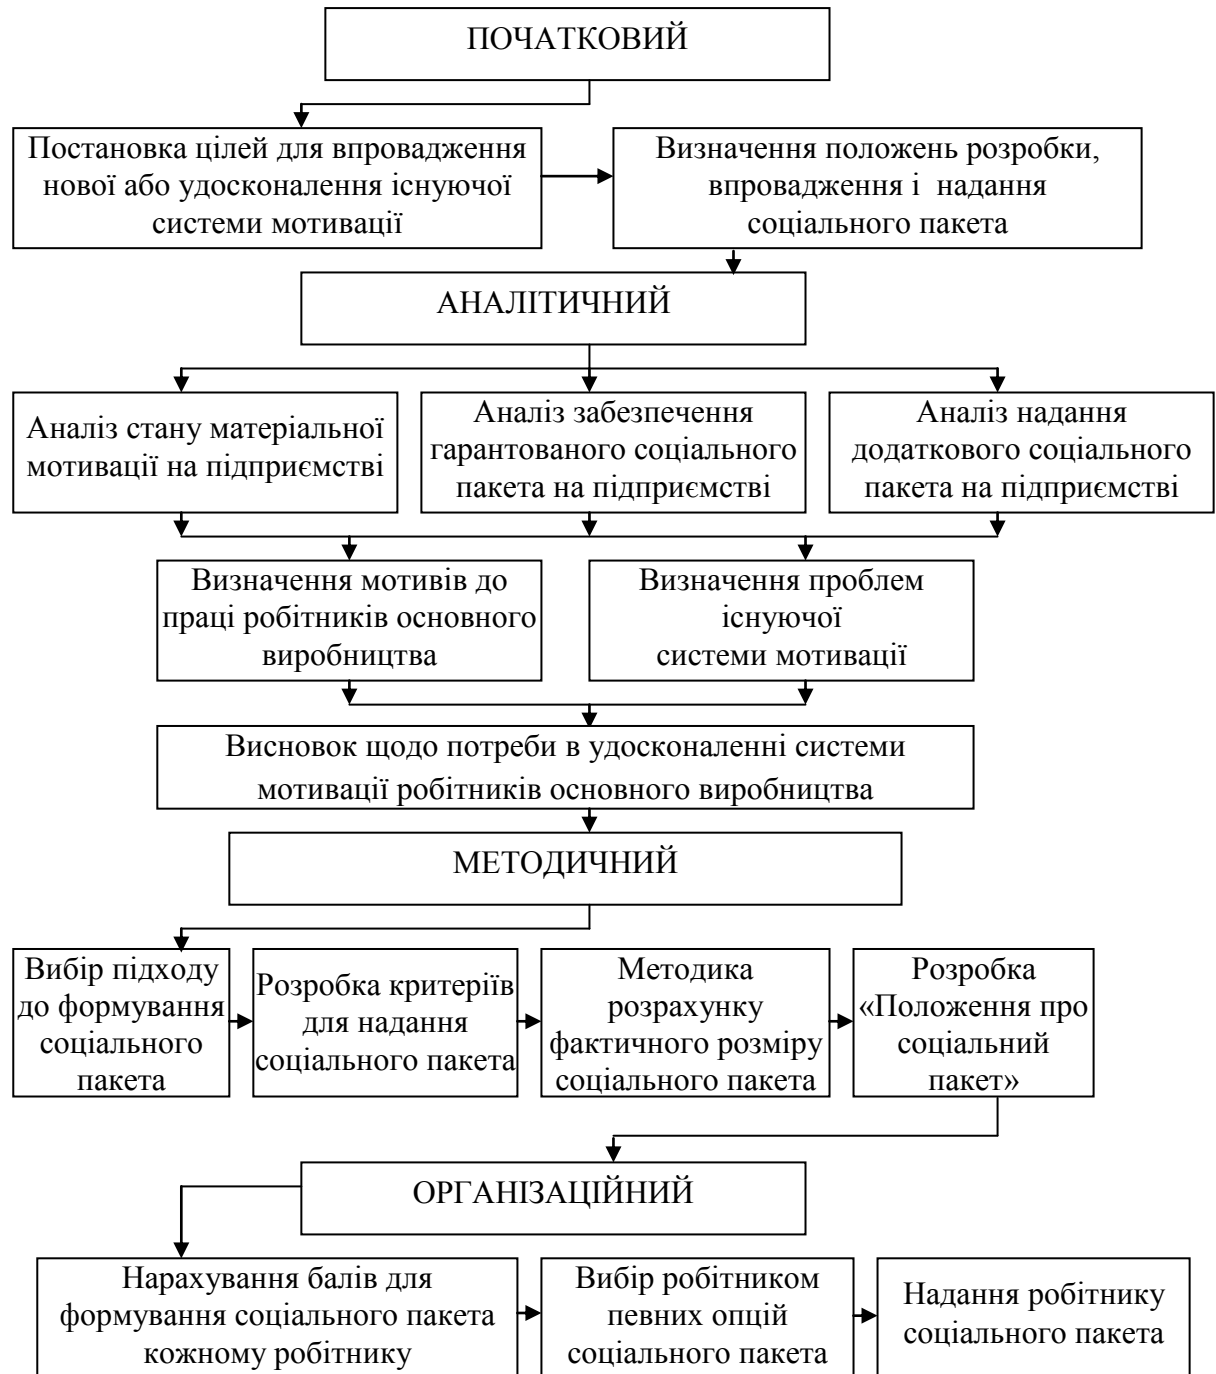 ПОЧАТКОВИЙ
Постановка цілей для впровадження
нової або удосконалення існуючої
системи мотивації
Визначення положень розробки,
впровадження і надання
соціального пакета
АНАЛІТИЧНИЙ
Аналіз стану матеріальної
мотивації на підприємстві
Аналіз забезпечення
гарантованого соціального
пакета на підприємстві
Аналіз надання
додаткового соціального
пакета на підприємстві
Визначення мотивів до
праці робітників основного
виробництва
Визначення проблем
існуючої
системи мотивації
Висновок щодо потреби в удосконаленні системи
мотивації робітників основного виробництва
МЕТОДИЧНИЙ
Вибір підходу
до формування
соціального
пакета
Розробка критеріїв
для надання
соціального пакета
Методика
розрахунку
фактичного розміру
соціального пакета
Розробка
«Положення про
соціальний
пакет»
ОРГАНІЗАЦІЙНИЙ
Нарахування балів для
формування соціального пакета
кожному робітнику
Вибір робітником
певних опцій
соціального пакета
Надання робітнику
соціального пакета